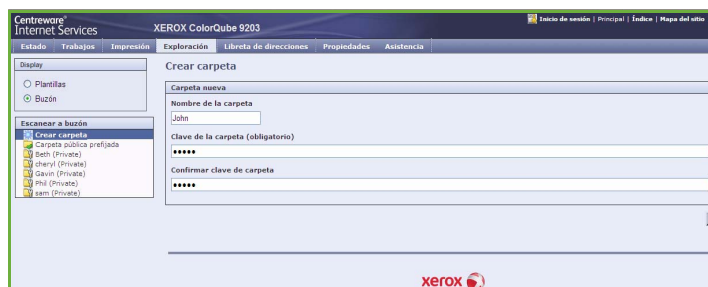 Centreware®
Internet Services
XEROX ColorQube 9203
Inicio de sesión | Principal | Índice | Mapa del sitio
Estado Trabajos Impresión Exploración Libreta de direcciones Propiedades Asistencia
Display
Plantillas
Buzón
Escanear a buzón
Crear carpeta
Carpeta pública prefijada
Beth (Private)
cheryl (Private)
Gavin (Private)
Phil (Private)
sam (Private)
Crear carpeta
Carpeta nueva
Nombre de la carpeta
John
Clave de la carpeta (obligatorio)
•••••
Confirmar clave de carpeta
•••••
xerox